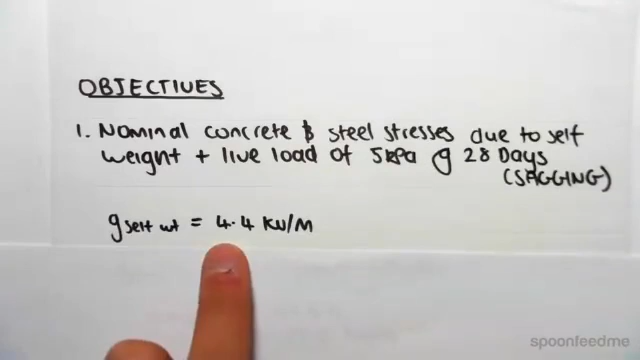 OBJECTIVES
1. Nominal concrete & steel stresses due to self
weight + live load of 5kPa @ 28 Days
(SAGGING)
g self wt = 4.4 kN/M
spoonfeedme